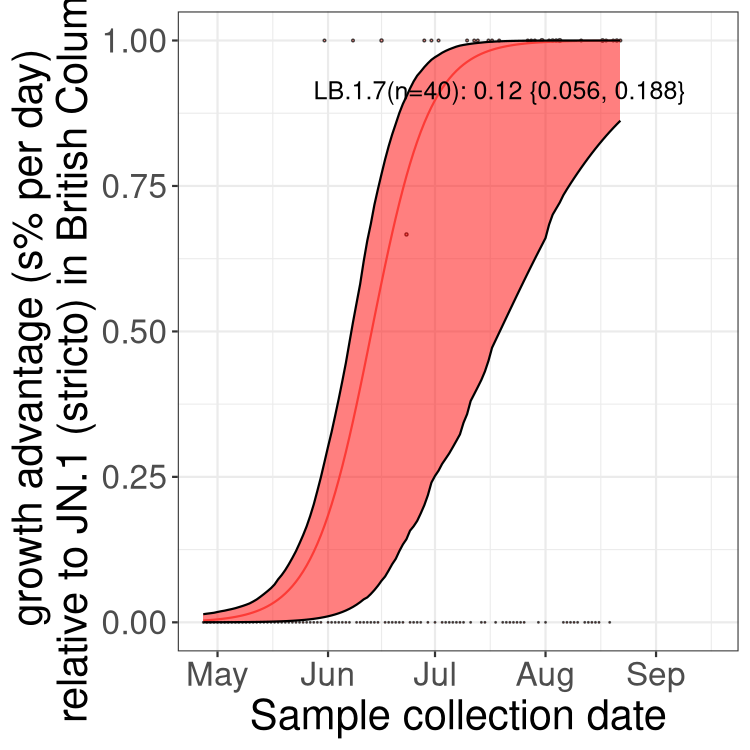 growth advantage (s% per day)
relative to JN.1 (stricto) in British Colum
1.00
0.75
0.50
0.25
0.00
LB.1.7(n=40): 0.12 {0.056, 0.188}
May Jun Jul Aug Sep
Sample collection date